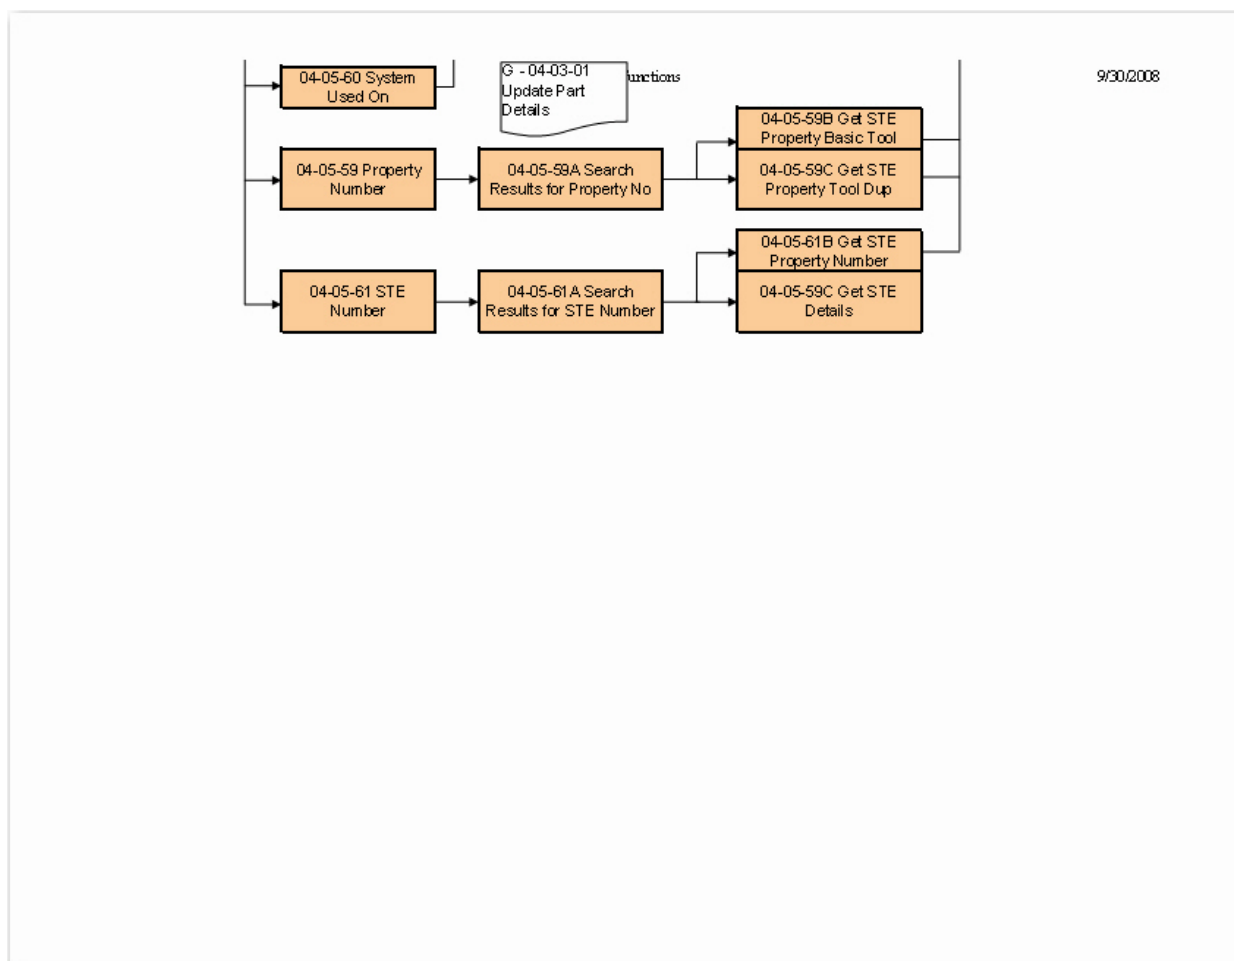 04-05-60 System
Used On
G - 04-03-01
Update Part
Details
unctions
9/30/2008
04-05-59B Get STE
Property Basic Tool
04-05-59 Property
Number
04-05-59A Search
Results for Property No
04-05-59C Get STE
Property Tool Dup
04-05-61B Get STE
Property Number
04-05-61 STE
Number
04-05-61A Search
Results for STE Number
04-05-59C Get STE
Details